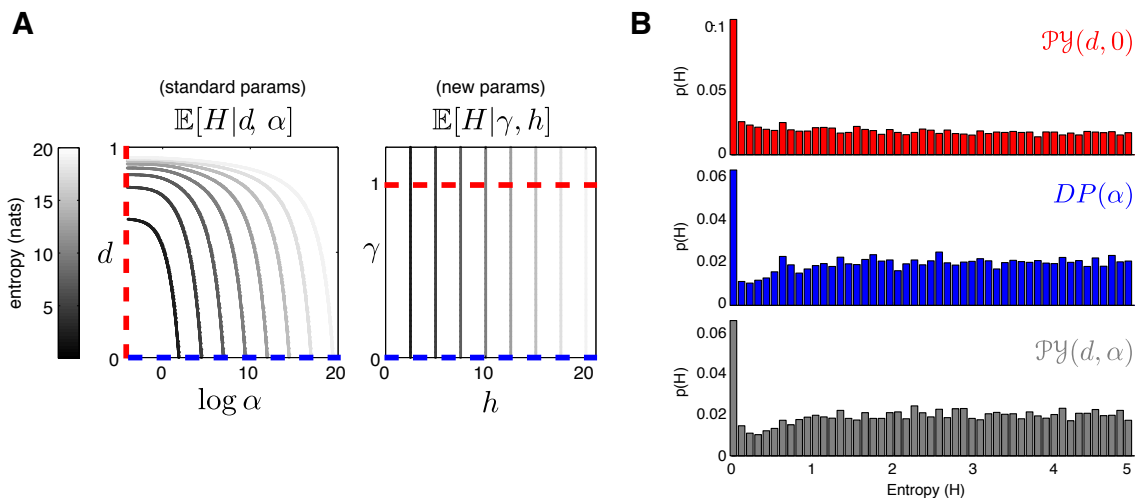 A
(standard params)
𝔼[H|d, α]
(new params)
𝔼[H|γ, h]
entropy (nats)
20
15
10
5
1
d
0
0
10
20
log α
1
γ
0
0
10
20
h
B
0.1
0.05
0
p(H)
𝒫𝒴(d, 0)
0.06
0.04
0.02
0
p(H)
DP(α)
0.06
0.04
0.02
0
p(H)
𝒫𝒴(d, α)
0
1
2
3
4
5
Entropy (H)